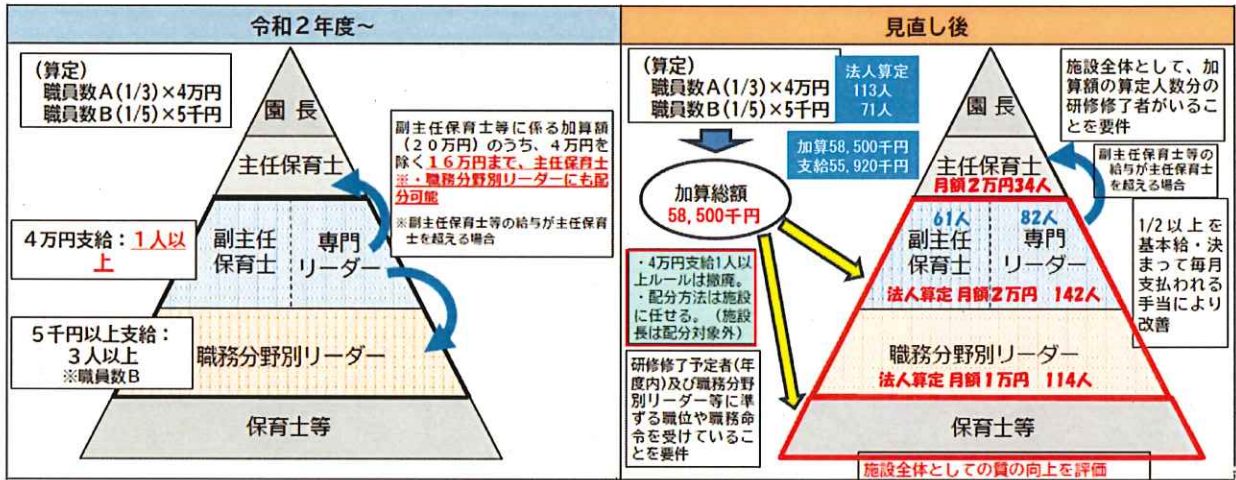 令和２年度～
(算定)
職員数Ａ(1/3)×4万円
職員数Ｂ(1/5)×5千円
園 長
主任保育士
副主任保育士等に係る加算額
(２０万円)のうち、４万円を
除く１６万円まで、主任保育士
※・職務分野別リーダーにも配
分可能
※副主任保育士等の給与が主任保育
士を超える場合
４万円支給：１人以
上
副主任
保育士
専門
リーダー
５千円以上支給：
３人以上
※職員数Ｂ
職務分野別リーダー
保育士等
見直し後
(算定)
職員数Ａ(1/3)×4万円
職員数Ｂ(1/5)×5千円
法人算定
113人
71人
加算58,500千円
支給55,920千円
加算総額
58,500千円
施設全体として、加
算額の算定人数分の
研修修了者がいるこ
とを要件
副主任保育士等の
給与が主任保育士
を超える場合
園 長
主任保育士
月額２万円34人
61人
82人
副主任
保育士
専門
リーダー
法人算定 月額２万円 142人
1/2以上を
基本給・決
まって毎月
支払われる
手当により
改善
・4万円支給1人以
上ルールは撤廃。
・配分方法は施設
に任せる。（施設
長は配分対象外）
職務分野別リーダー
法人算定 月額１万円 114人
研修修了予定者(年
度内)及び職務分野
別リーダー等に準
ずる職位や職務命
令を受けているこ
とを要件
保育士等
施設全体としての質の向上を評価